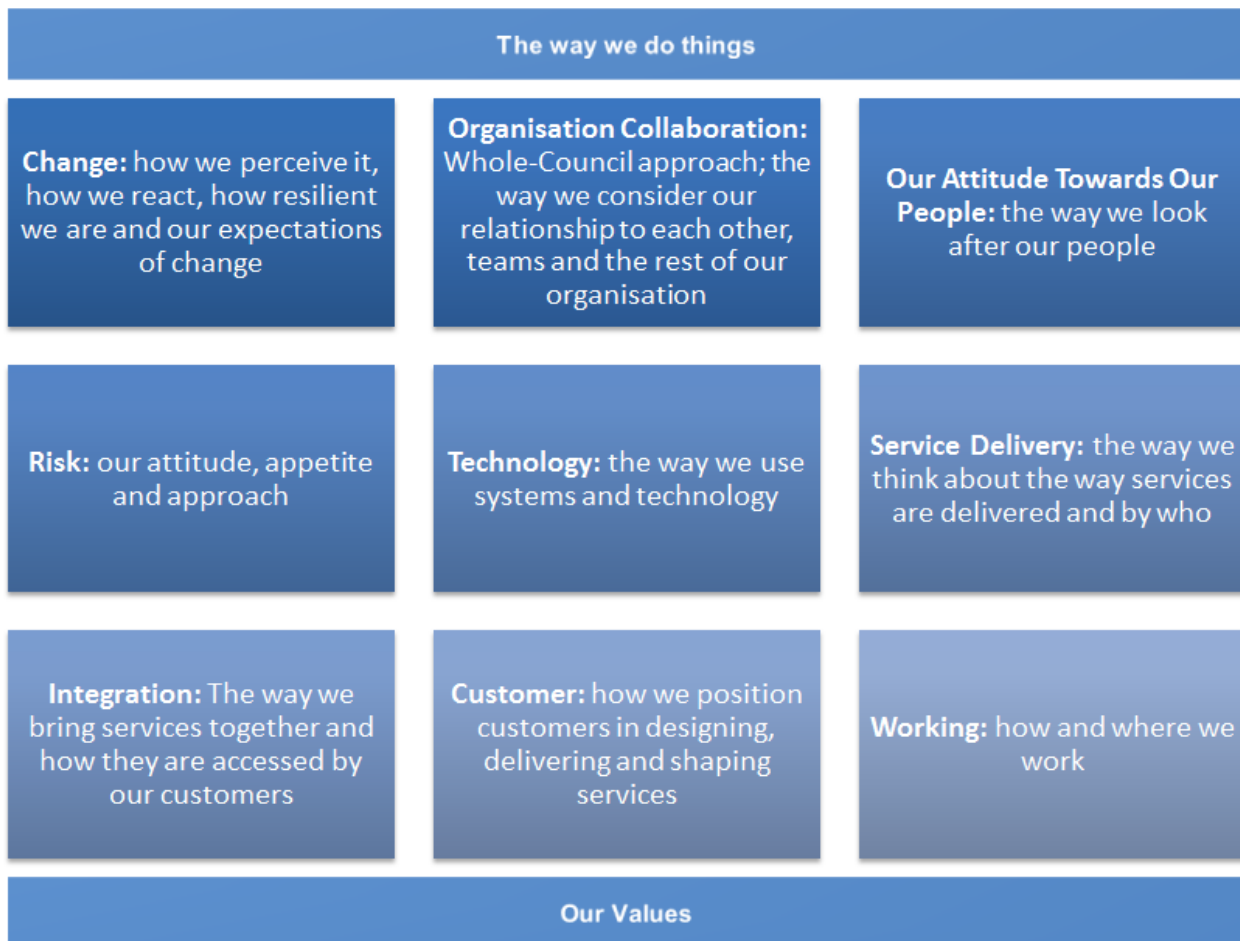 The way we do things
Change: how we perceive it,
how we react, how resilient
we are and our expectations
of change
Organisation Collaboration:
Whole-Council approach; the
way we consider our
relationship to each other,
teams and the rest of our
organisation
Our Attitude Towards Our
People: the way we look
after our people
Risk: our attitude, appetite
and approach
Technology: the way we use
systems and technology
Service Delivery: the way we
think about the way services
are delivered and by who
Integration: The way we
bring services together and
how they are accessed by
our customers
Customer: how we position
customers in designing,
delivering and shaping
services
Working: how and where we
work
Our Values